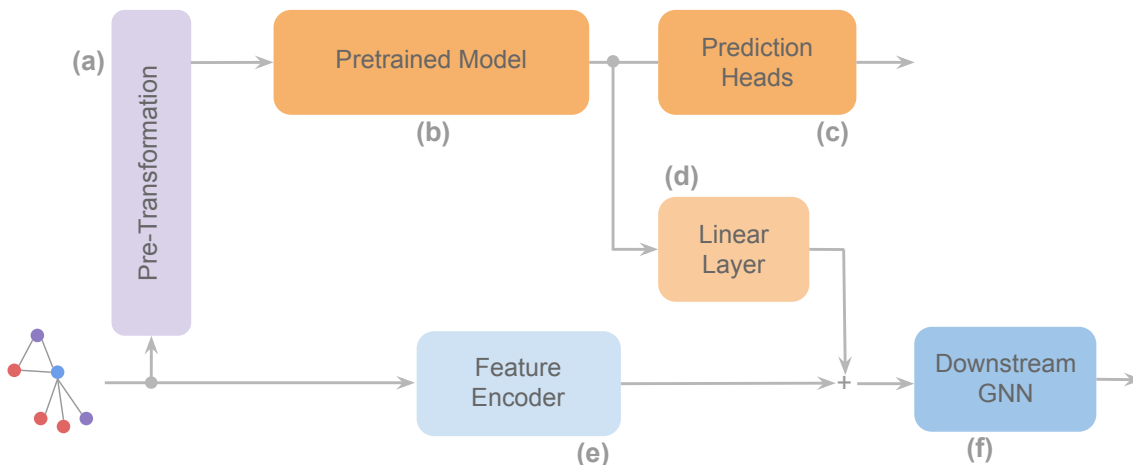 (a)
Pre-Transformation
Pretrained Model
(b)
Prediction
Heads
(c)
(d)
Linear
Layer
Feature
Encoder
(e)
+
Downstream
GNN
(f)